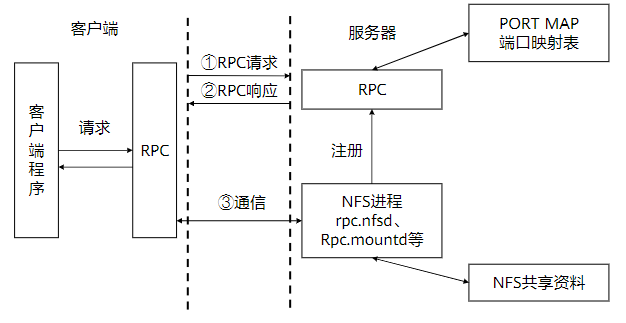 客户端
服务器
PORT MAP
端口映射表
①RPC请求
②RPC响应
RPC
客户端程序
请求
RPC
注册
③通信
NFS进程
rpc.nfsd、
Rpc.mountd等
NFS共享资料